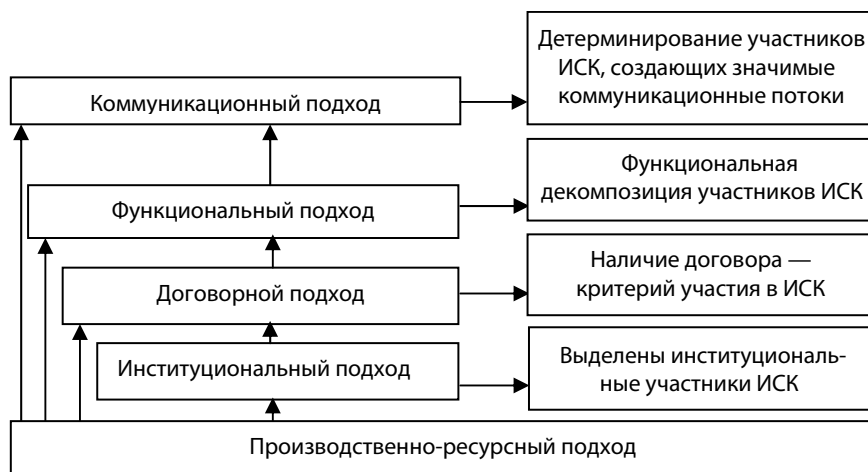 Детерминирование участников
ИСК, создающих значимые
коммуникационные потоки
Коммуникационный подход
Функциональная
декомпозиция участников ИСК
Функциональный подход
Наличие договора —
критерий участия в ИСК
Договорной подход
Выделены институциональ-
ные участники ИСК
Институциональный подход
Производственно-ресурсный подход